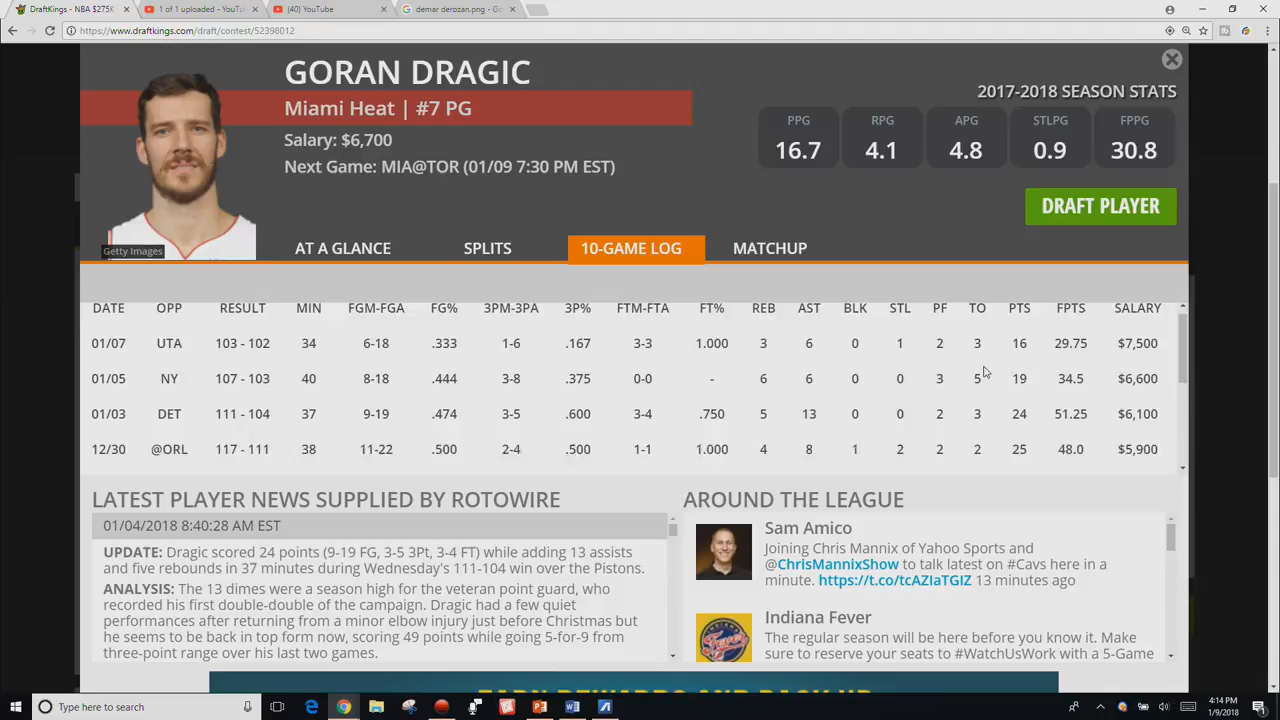 DraftKings - NBA $275K
1 of 1 uploaded - YouTu
(40) YouTube
demar derozan.png - Go
https://www.draftkings.com/draft/contest/52398012
GORAN DRAGIC
Miami Heat | #7 PG
Salary: $6,700
Next Game: MIA@TOR (01/09 7:30 PM EST)
2017-2018 SEASON STATS
PPG RPG APG STLPG FPPG
16.7 4.1 4.8 0.9 30.8
DRAFT PLAYER
Getty Images
AT A GLANCE SPLITS 10-GAME LOG MATCHUP
DATE OPP RESULT MIN FGM-FGA FG% 3PM-3PA 3P% FTM-FTA FT% REB AST BLK STL PF TO PTS FPTS SALARY
01/07 UTA 103 - 102 34 6-18 .333 1-6 .167 3-3 1.000 3 6 0 1 2 3 16 29.75 $7,500
01/05 NY 107 - 103 40 8-18 .444 3-8 .375 0-0 - 6 6 0 0 3 5 19 34.5 $6,600
01/03 DET 111 - 104 37 9-19 .474 3-5 .600 3-4 .750 5 13 0 0 2 3 24 51.25 $6,100
12/30 @ORL 117 - 111 38 11-22 .500 2-4 .500 1-1 1.000 4 8 1 2 2 2 25 48.0 $5,900
LATEST PLAYER NEWS SUPPLIED BY ROTOWIRE
01/04/2018 8:40:28 AM EST
UPDATE: Dragic scored 24 points (9-19 FG, 3-5 3Pt, 3-4 FT) while adding 13 assists
and five rebounds in 37 minutes during Wednesday's 111-104 win over the Pistons.
ANALYSIS: The 13 dimes were a season high for the veteran point guard, who
recorded his first double-double of the campaign. Dragic had a few quiet
performances after returning from a minor elbow injury just before Christmas but
he seems to be back in top form now, scoring 49 points while going 5-for-9 from
three-point range over his last two games.
AROUND THE LEAGUE
Sam Amico
Joining Chris Mannix of Yahoo Sports and
@ChrisMannixShow to talk latest on #Cavs here in a
minute. https://t.co/tcAZIaTGIZ 13 minutes ago
Indiana Fever
The regular season will be here before you know it. Make
sure to reserve your seats to #WatchUsWork with a 5-Game
EARN REWARDS AND BACK UP
Type here to search
4:14 PM
1/9/2018